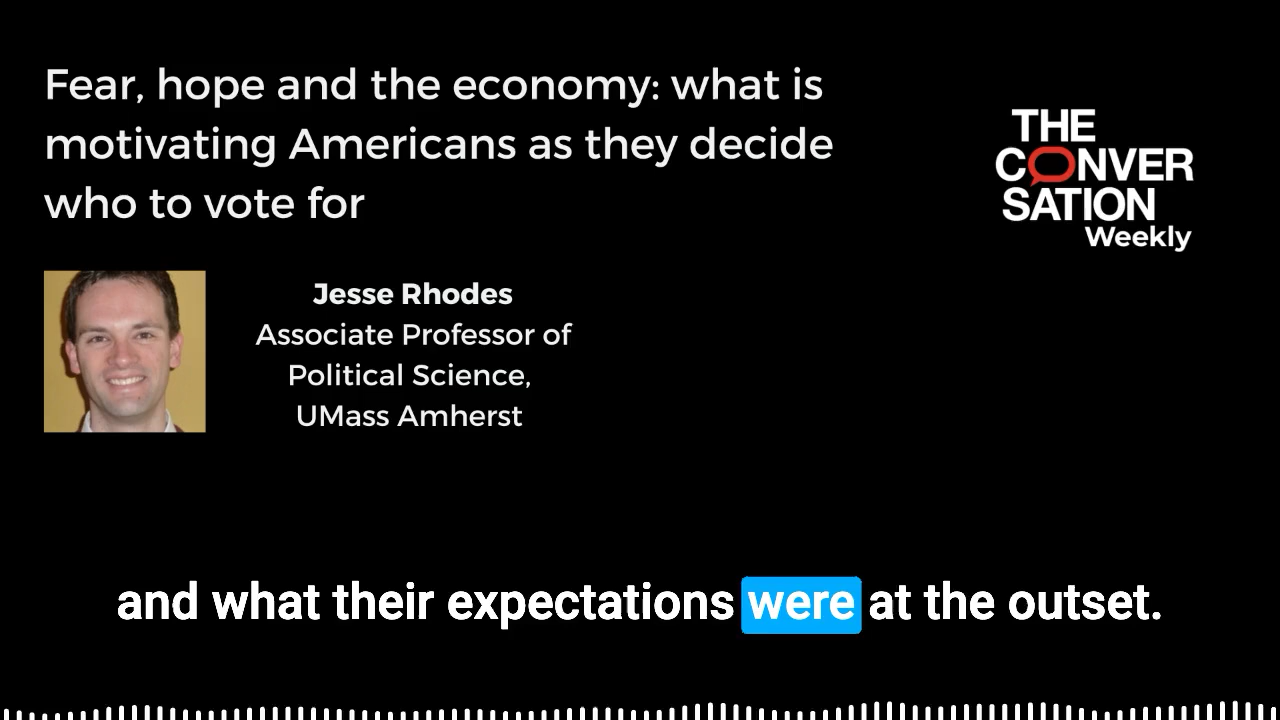 Fear, hope and the economy: what is
motivating Americans as they decide
who to vote for
THE
CONVER
SATION
Weekly
Jesse Rhodes
Associate Professor of
Political Science,
UMass Amherst
and what their expectations were at the outset.